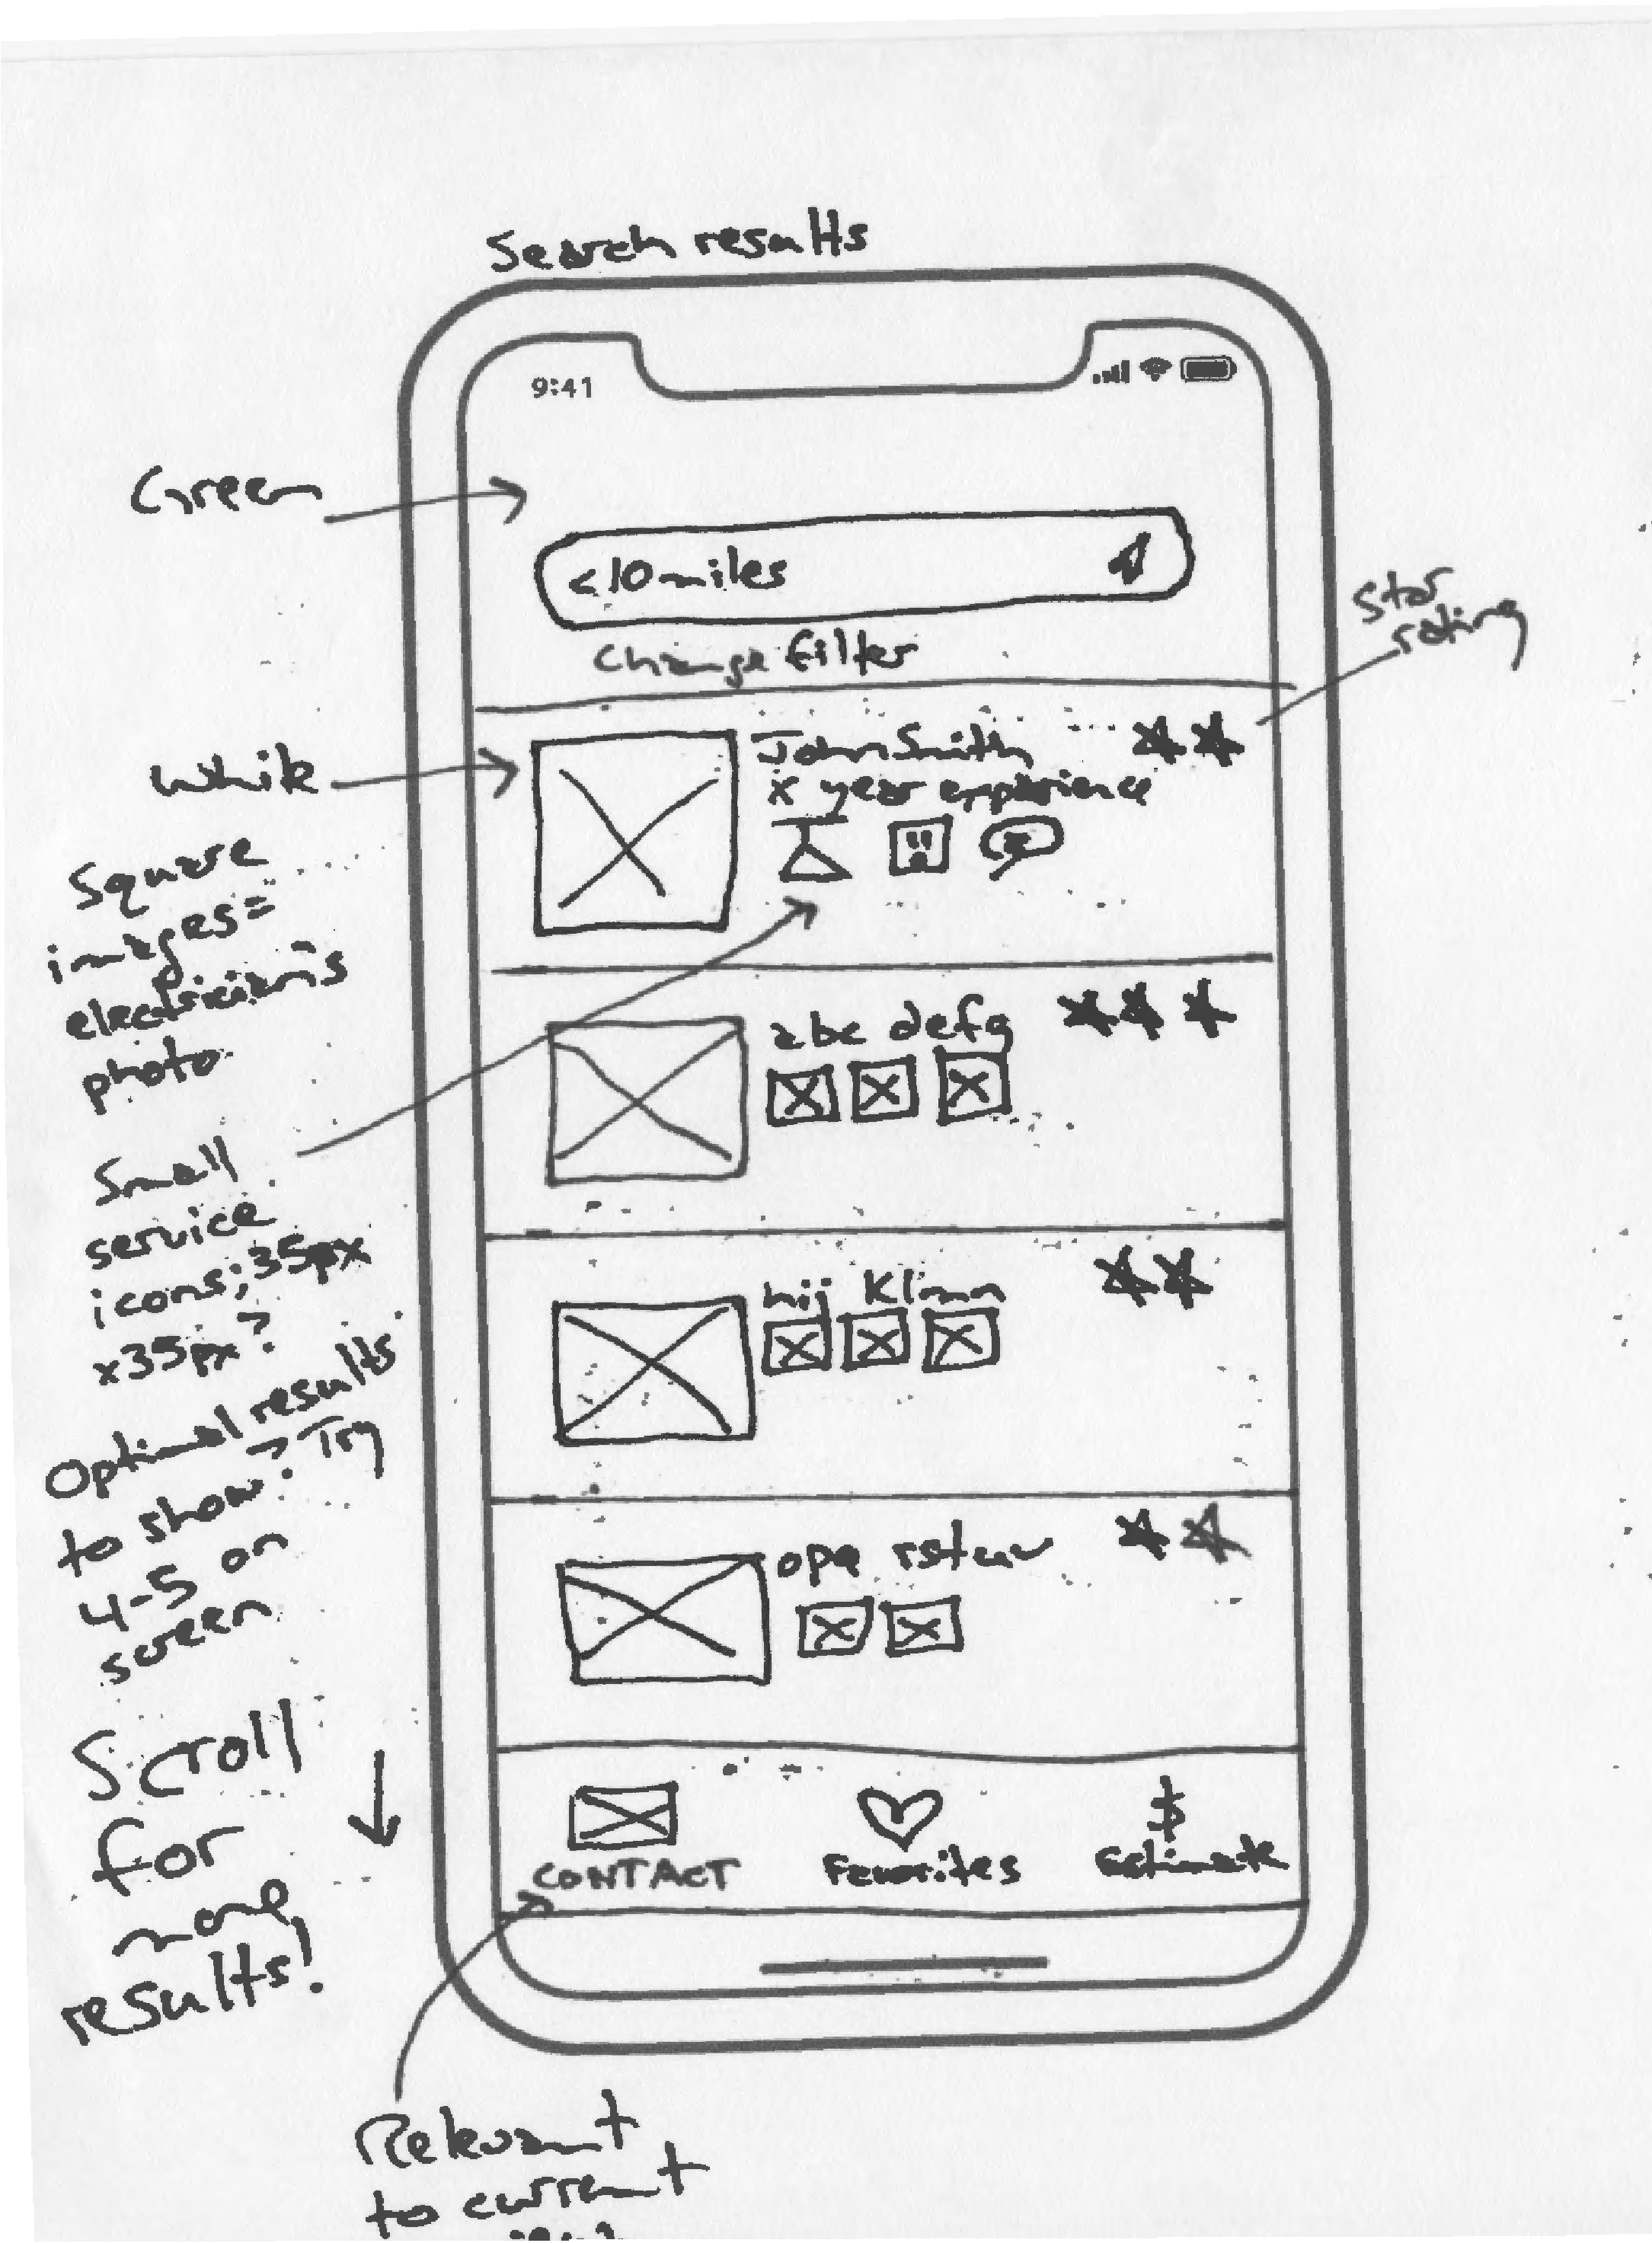 Search results
9:41
Green
<10 miles
Change filter
Star
rating
White
John Smith
x year experience
Square
images=
electrician's
photo
abc defg
Small
service
icons; 35px
x35px?
hij Klmn
Optimal results
to show? Try
4-5 on
screen
opq rstuv
Scroll
for
more
results!
CONTACT
Favorites
$
Estimate
Relevant
to current